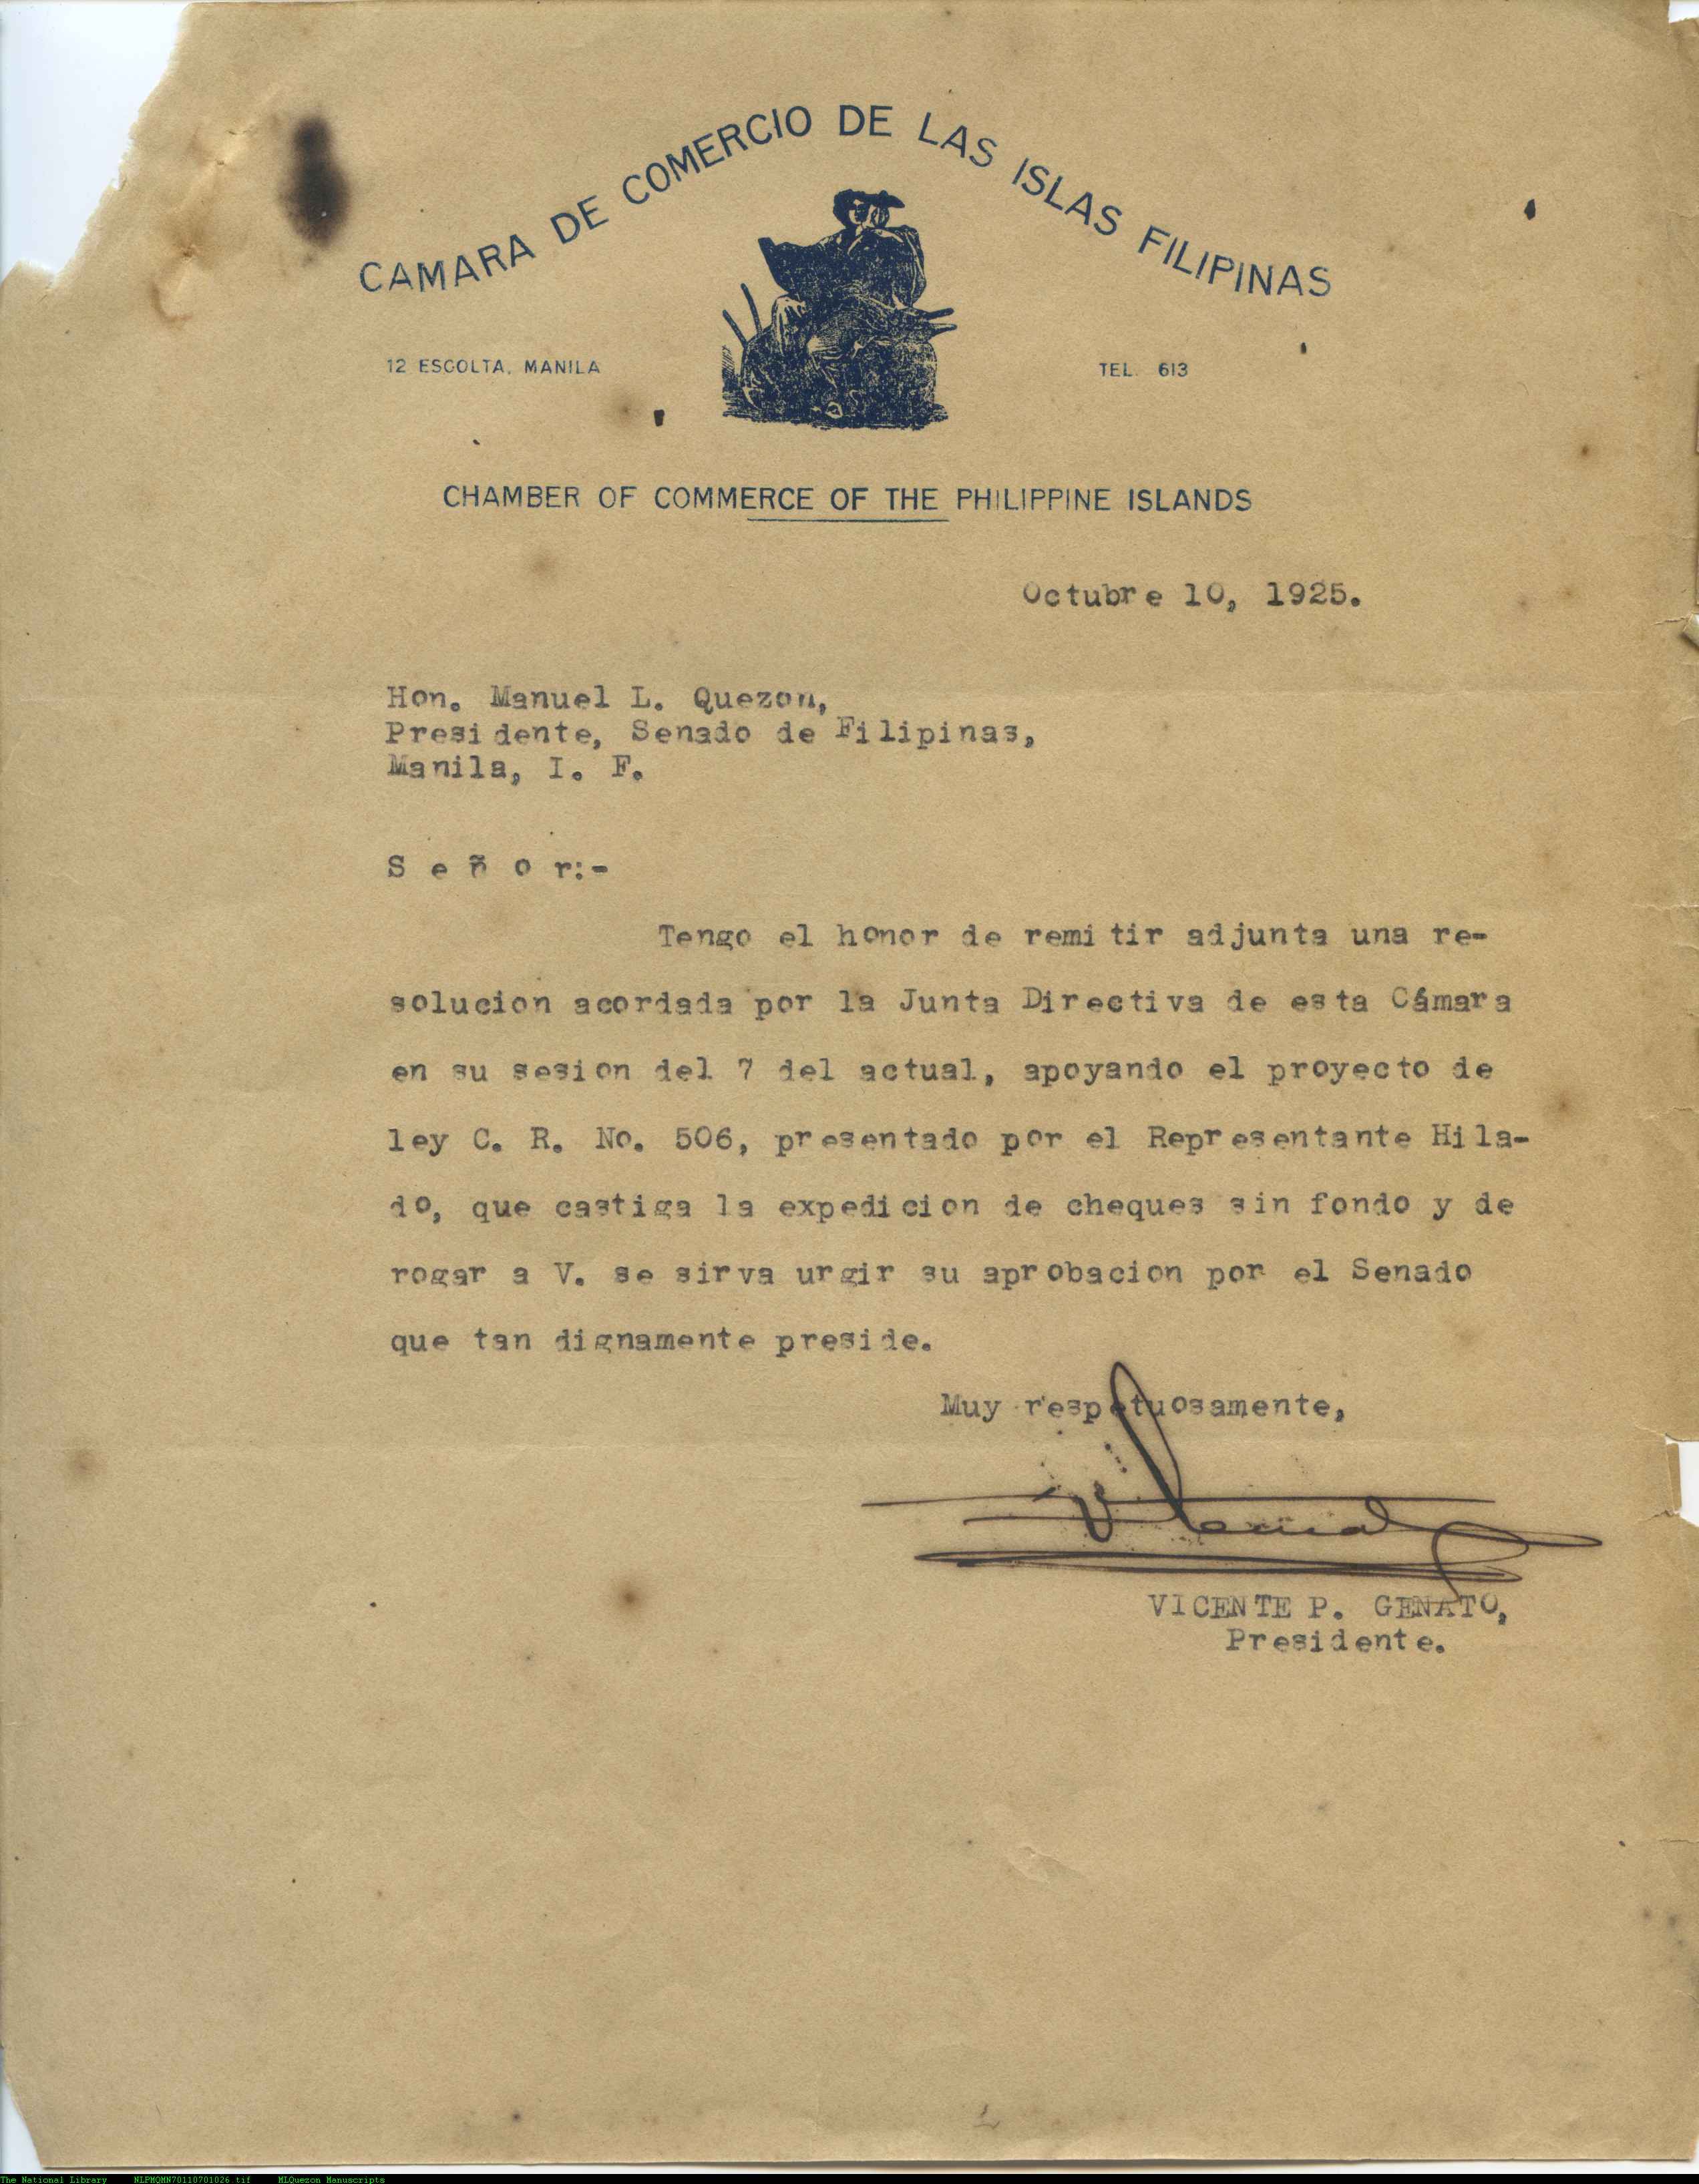 CAMARA DE COMERCIO DE LAS ISLAS FILIPINAS
12 ESCOLTA, MANILA
TEL. 613
CHAMBER OF COMMERCE OF THE PHILIPPINE ISLANDS
Octubre 10, 1925.
Hon. Manuel L. Quezon,
Presidente, Senado de Filipinas,
Manila, I. F.
S e ñ o r:-
Tengo el honor de remitir adjunta una re-
solucion acordada por la Junta Directiva de esta Cámara
en su sesion del 7 del actual, apoyando el proyecto de
ley C. R. No. 506, presentado por el Representante Hila-
do, que castiga la expedicion de cheques sin fondo y de
rogar a V. se sirva urgir su aprobacion por el Senado
que tan dignamente preside.
Muy respetuosamente,
VICENTE P. GENATO,
Presidente.
The National Library NLPMQMN70110701026.tif MLQuezon Manuscripts